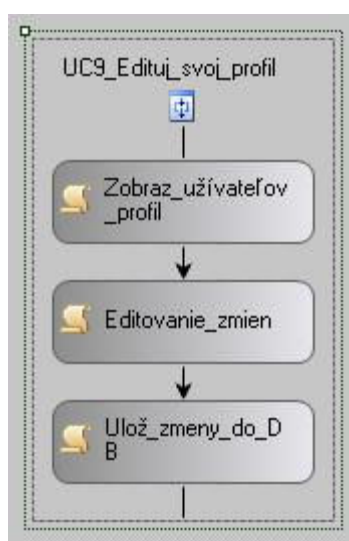 UC9_Edituj_svoj_profil
Zobraz_užívateľov
_profil
Editovanie_zmien
Ulož_zmeny_do_D
B